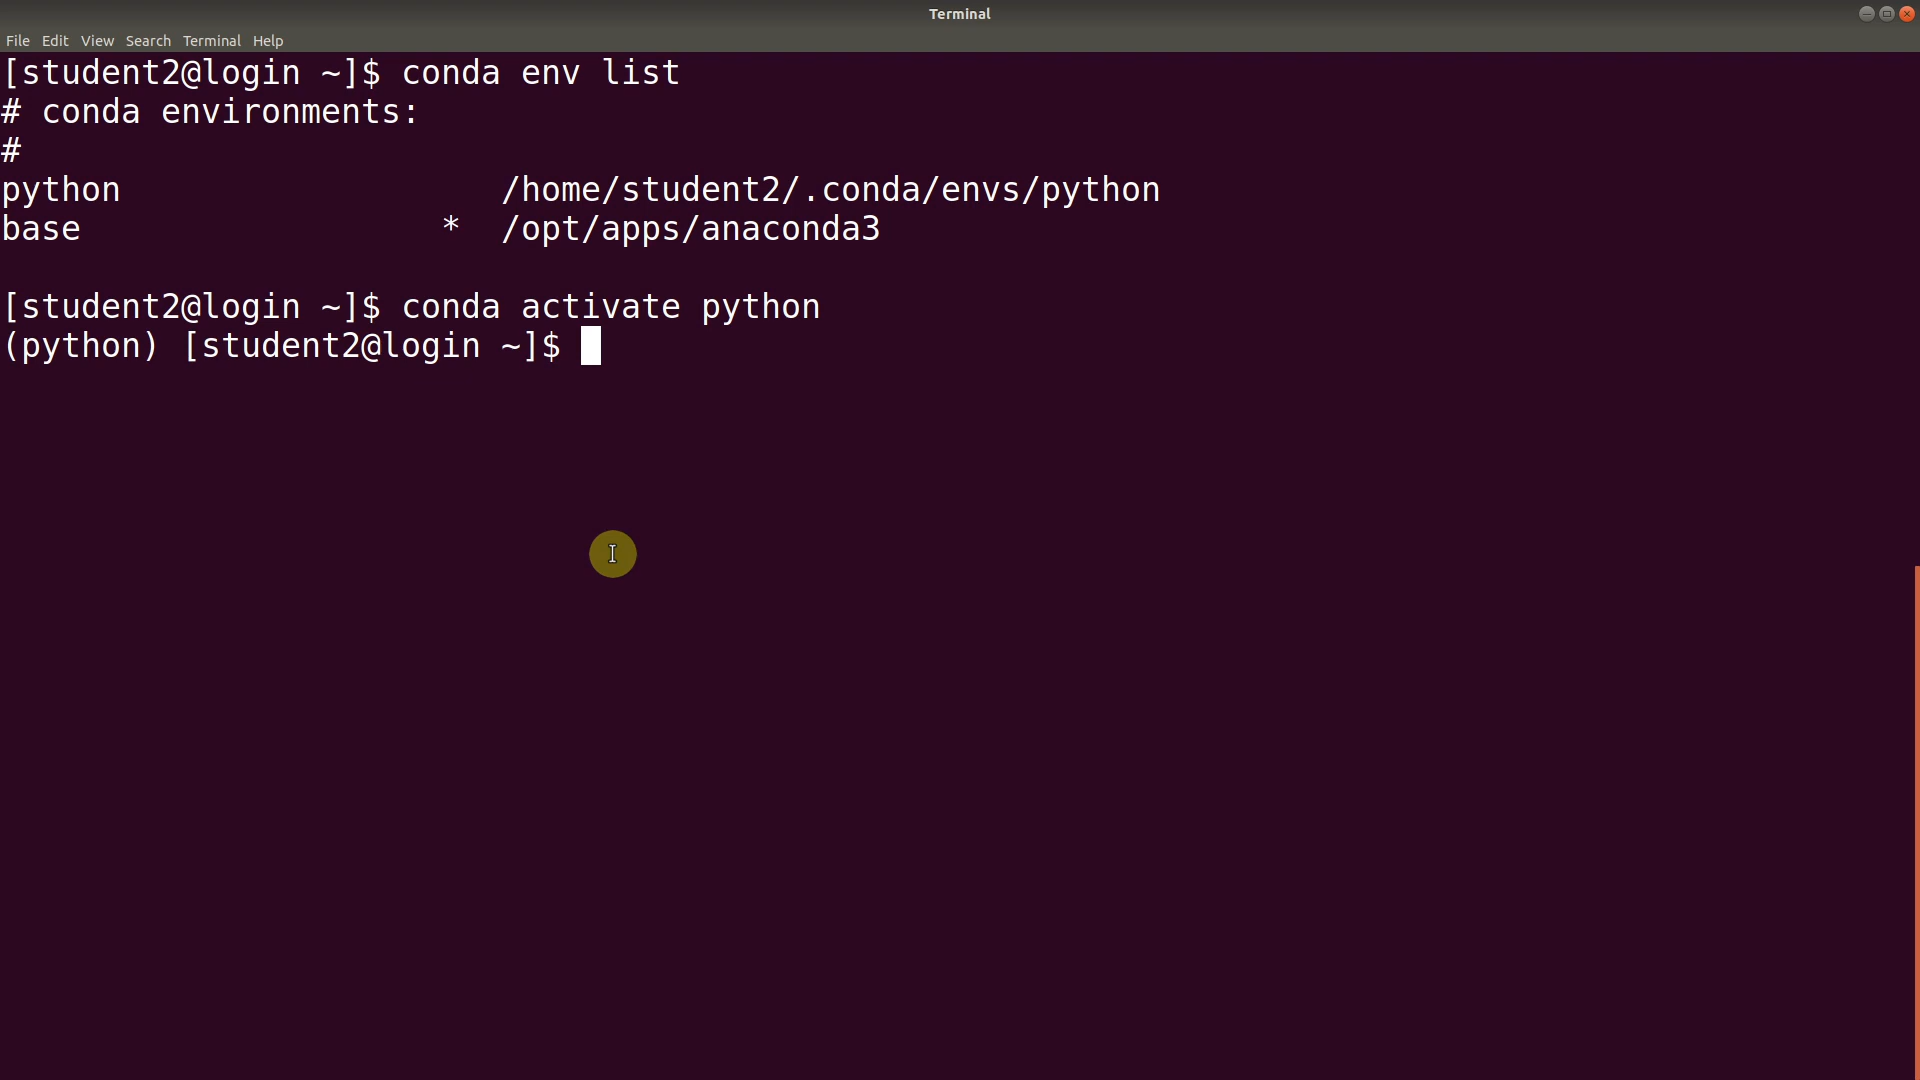 Terminal
File Edit View Search Terminal Help
[student2@login ~]$ conda env list
# conda environments:
#
python                   /home/student2/.conda/envs/python
base                  *  /opt/apps/anaconda3
[student2@login ~]$ conda activate python
(python) [student2@login ~]$